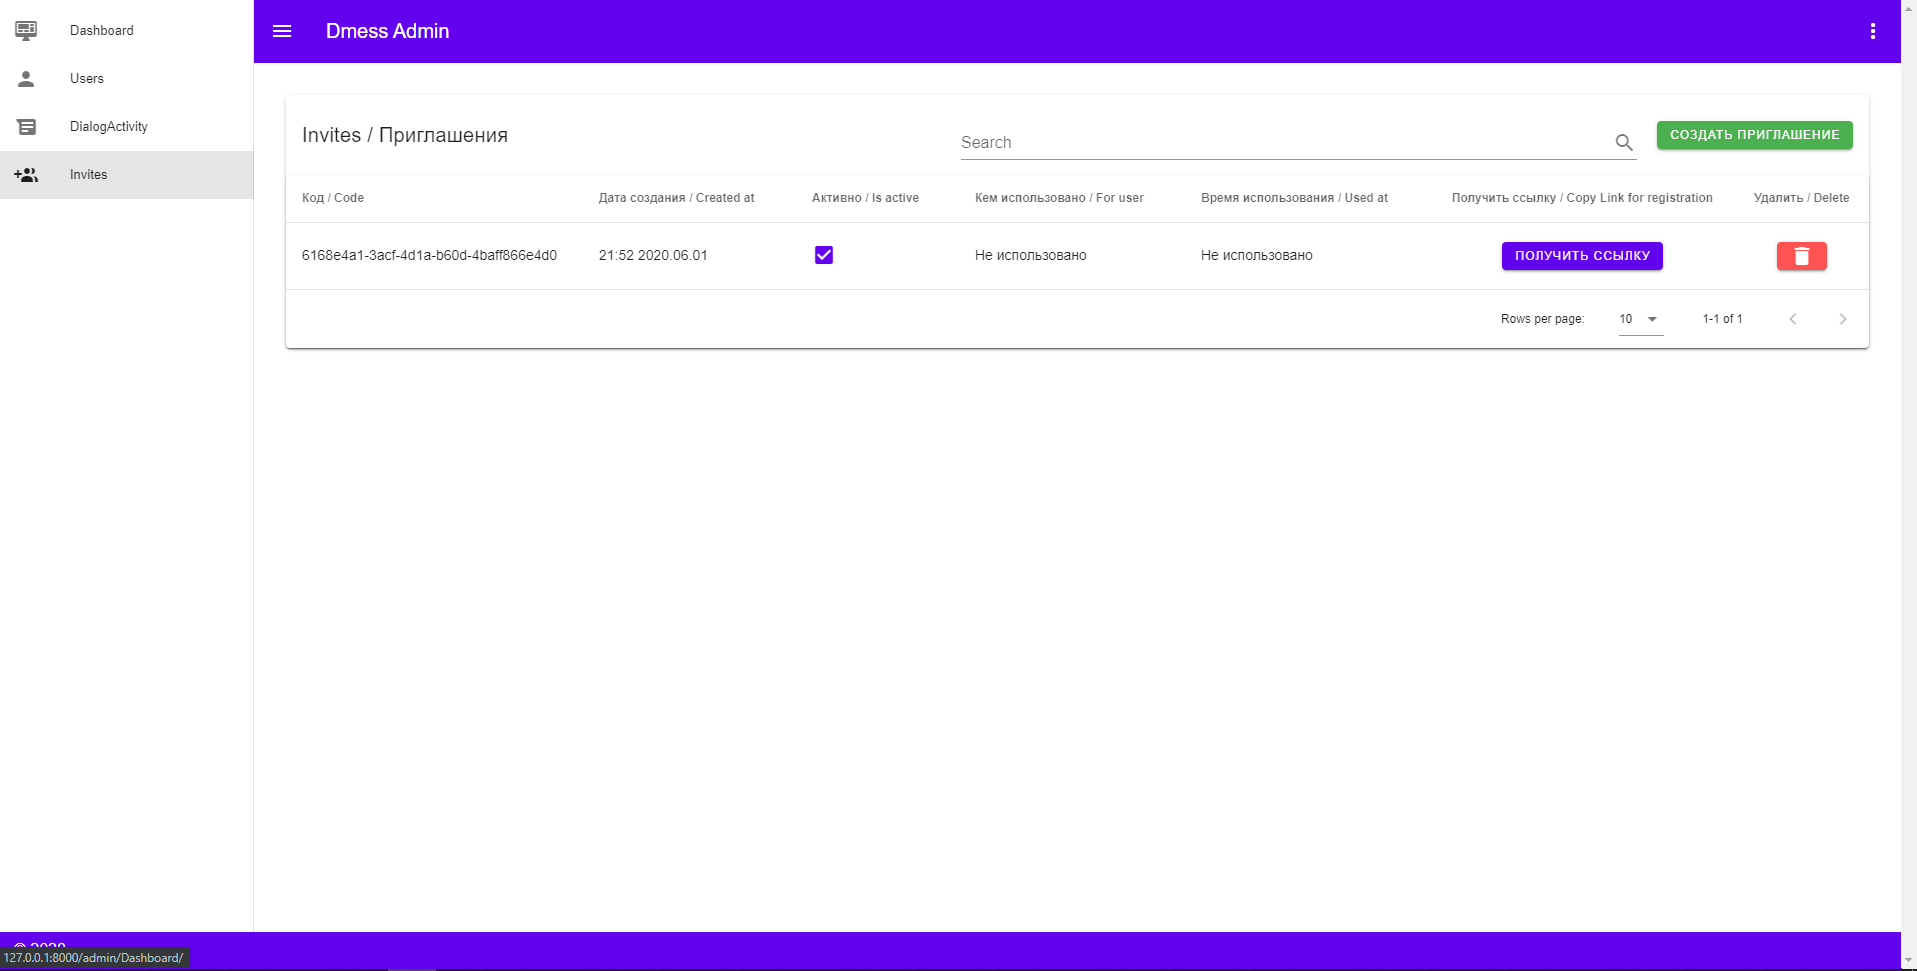 Dashboard
Users
DialogActivity
Invites
Dmess Admin
Invites / Приглашения
Search
СОЗДАТЬ ПРИГЛАШЕНИЕ
Код / Code Дата создания / Created at Активно / Is active Кем использовано / For user Время использования / Used at Получить ссылку / Copy Link for registration Удалить / Delete
6168e4a1-3acf-4d1a-b60d-4baff866e4d0 21:52 2020.06.01 Не использовано Не использовано ПОЛУЧИТЬ ССЫЛКУ
Rows per page: 10 1-1 of 1
127.0.0.1:8000/admin/Dashboard/